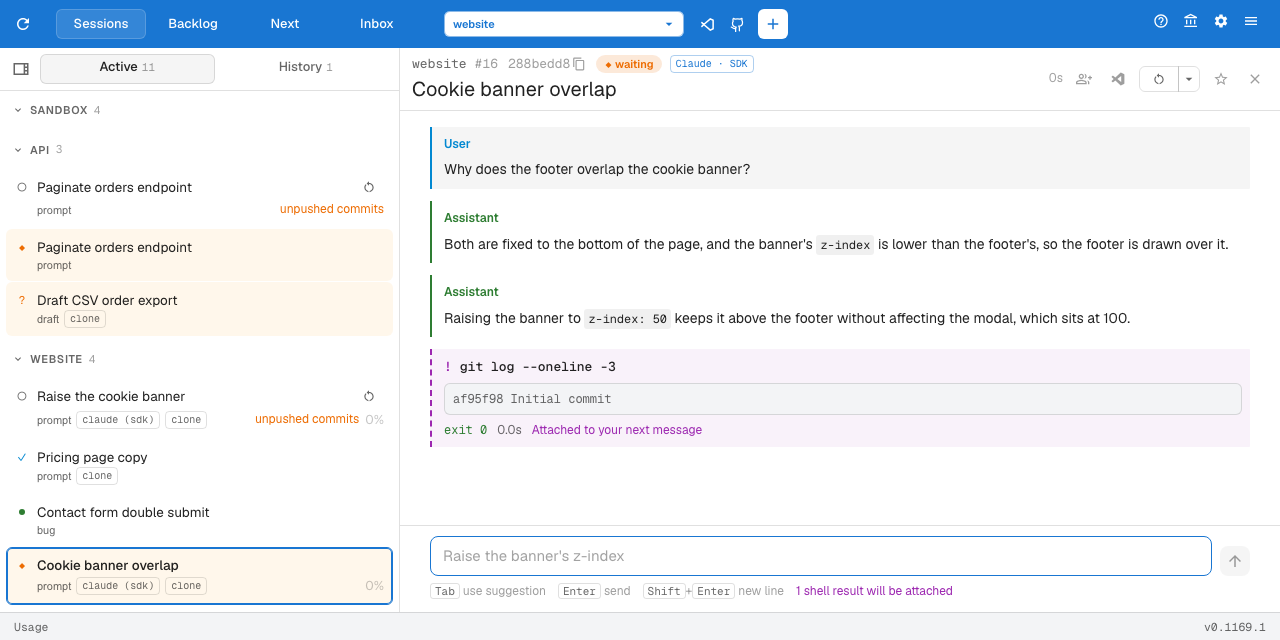 Sessions Backlog Next Inbox website
Active 11 History 1
SANDBOX 4
API 3
Paginate orders endpoint
prompt unpushed commits
Paginate orders endpoint
prompt
? Draft CSV order export
draft clone
WEBSITE 4
Raise the cookie banner
prompt claude (sdk) clone unpushed commits 0%
Pricing page copy
prompt clone
Contact form double submit
bug
Cookie banner overlap
prompt claude (sdk) clone 0%
website #16 288bedd8 waiting Claude · SDK
Cookie banner overlap
0s
User
Why does the footer overlap the cookie banner?
Assistant
Both are fixed to the bottom of the page, and the banner's z-index is lower than the footer's, so the footer is drawn over it.
Assistant
Raising the banner to z-index: 50 keeps it above the footer without affecting the modal, which sits at 100.
! git log --oneline -3
af95f98 Initial commit
exit 0 0.0s Attached to your next message
Raise the banner's z-index
Tab use suggestion Enter send Shift+Enter new line 1 shell result will be attached
Usage v0.1169.1